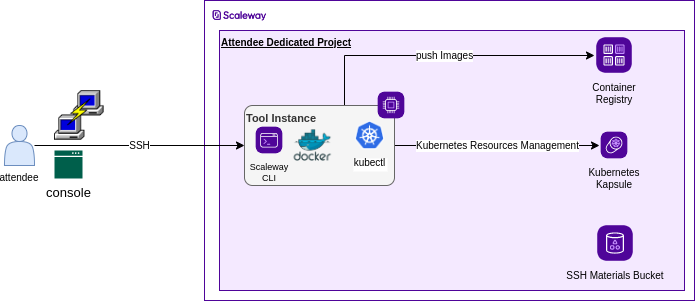 Scaleway
Attendee Dedicated Project
push Images
Container
Registry
Tool Instance
SSH
Scaleway
CLI
docker
kubectl
Kubernetes Resources Management
Kubernetes
Kapsule
attendee
console
SSH Materials Bucket